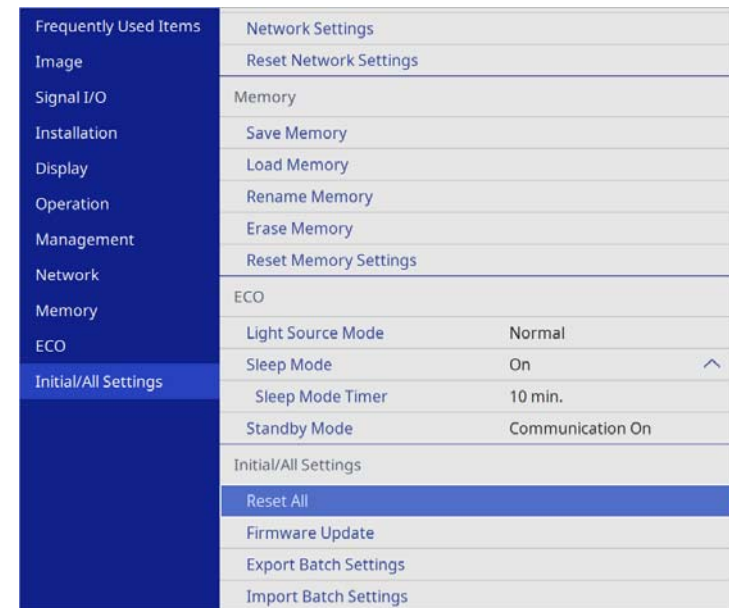 Frequently Used Items
Image
Signal I/O
Installation
Display
Operation
Management
Network
Memory
ECO
Initial/All Settings
Network Settings
Reset Network Settings
Memory
Save Memory
Load Memory
Rename Memory
Erase Memory
Reset Memory Settings
ECO
Light Source Mode Normal
Sleep Mode On
Sleep Mode Timer 10 min.
Standby Mode Communication On
Initial/All Settings
Reset All
Firmware Update
Export Batch Settings
Import Batch Settings